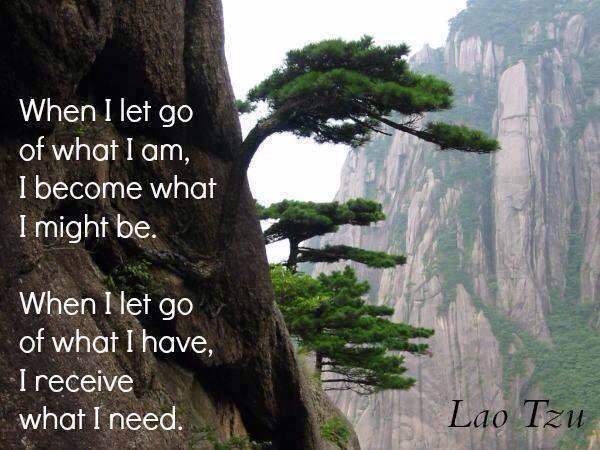 When I let go
of what I am,
I become what
I might be.
When I let go
of what I have,
I receive
what I need.
Lao Tzu